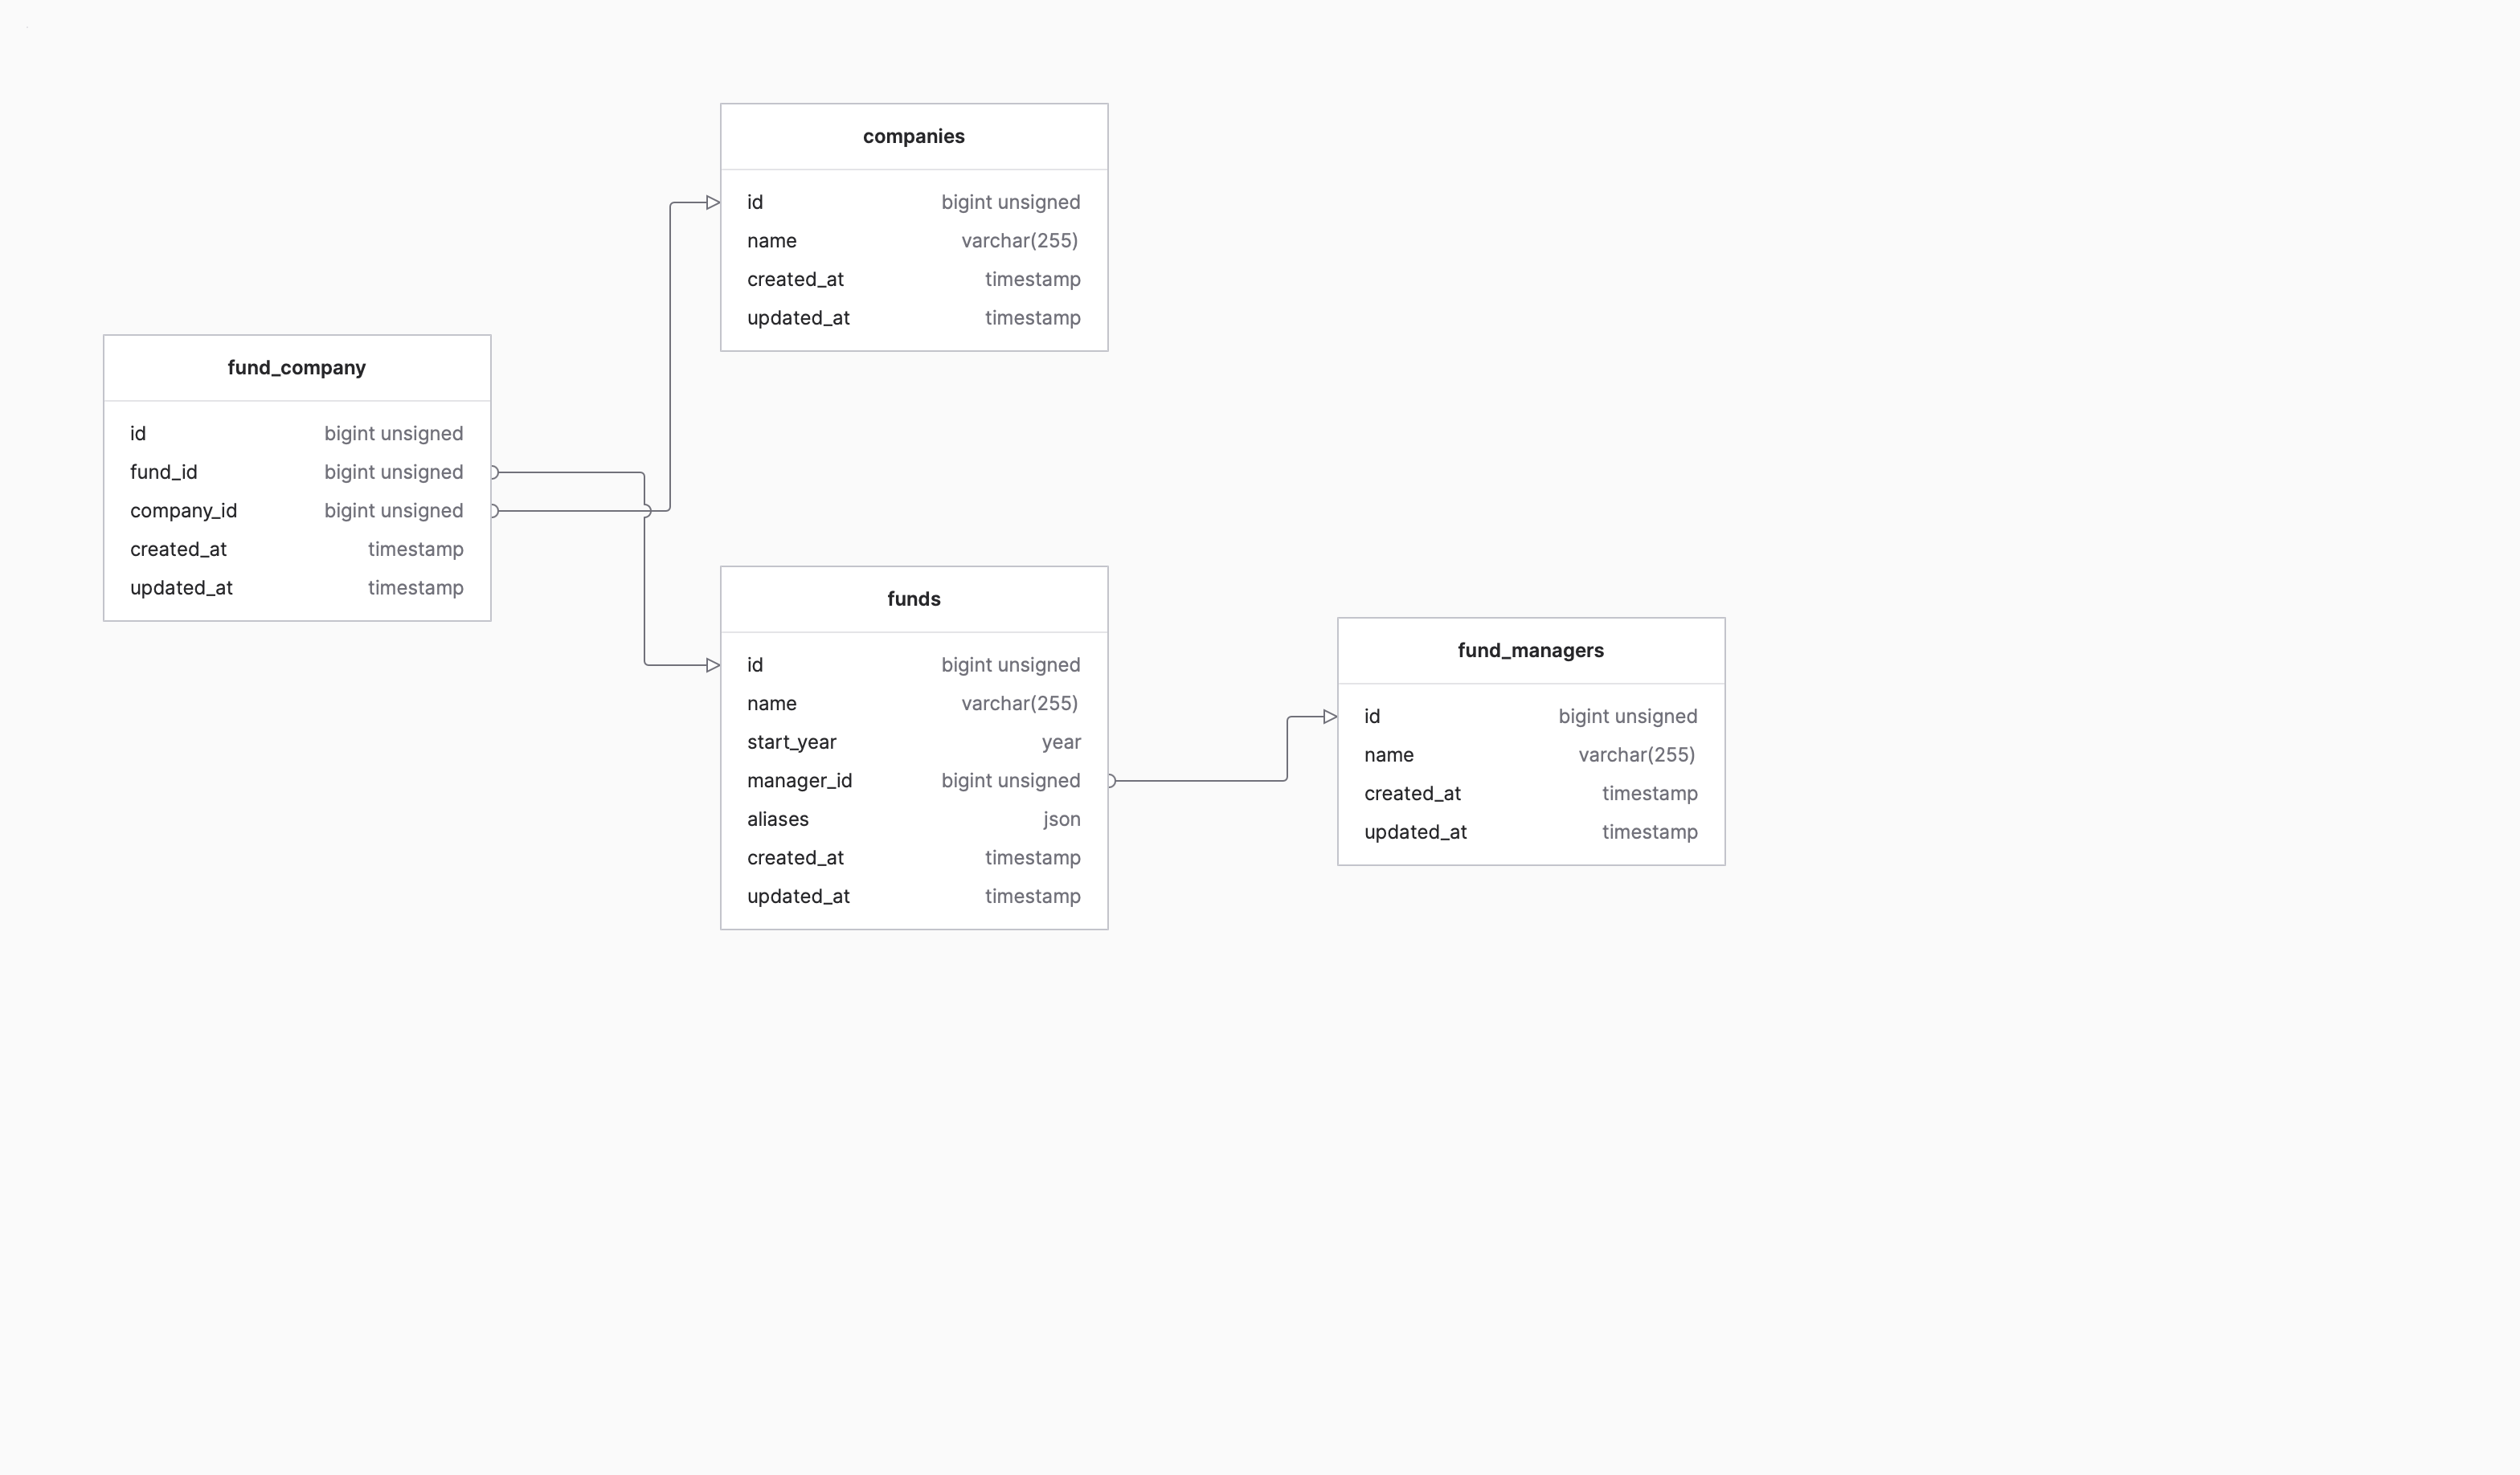 companies
id bigint unsigned
name varchar(255)
created_at timestamp
updated_at timestamp
fund_company
id bigint unsigned
fund_id bigint unsigned
company_id bigint unsigned
created_at timestamp
updated_at timestamp
funds
id bigint unsigned
name varchar(255)
start_year year
manager_id bigint unsigned
aliases json
created_at timestamp
updated_at timestamp
fund_managers
id bigint unsigned
name varchar(255)
created_at timestamp
updated_at timestamp